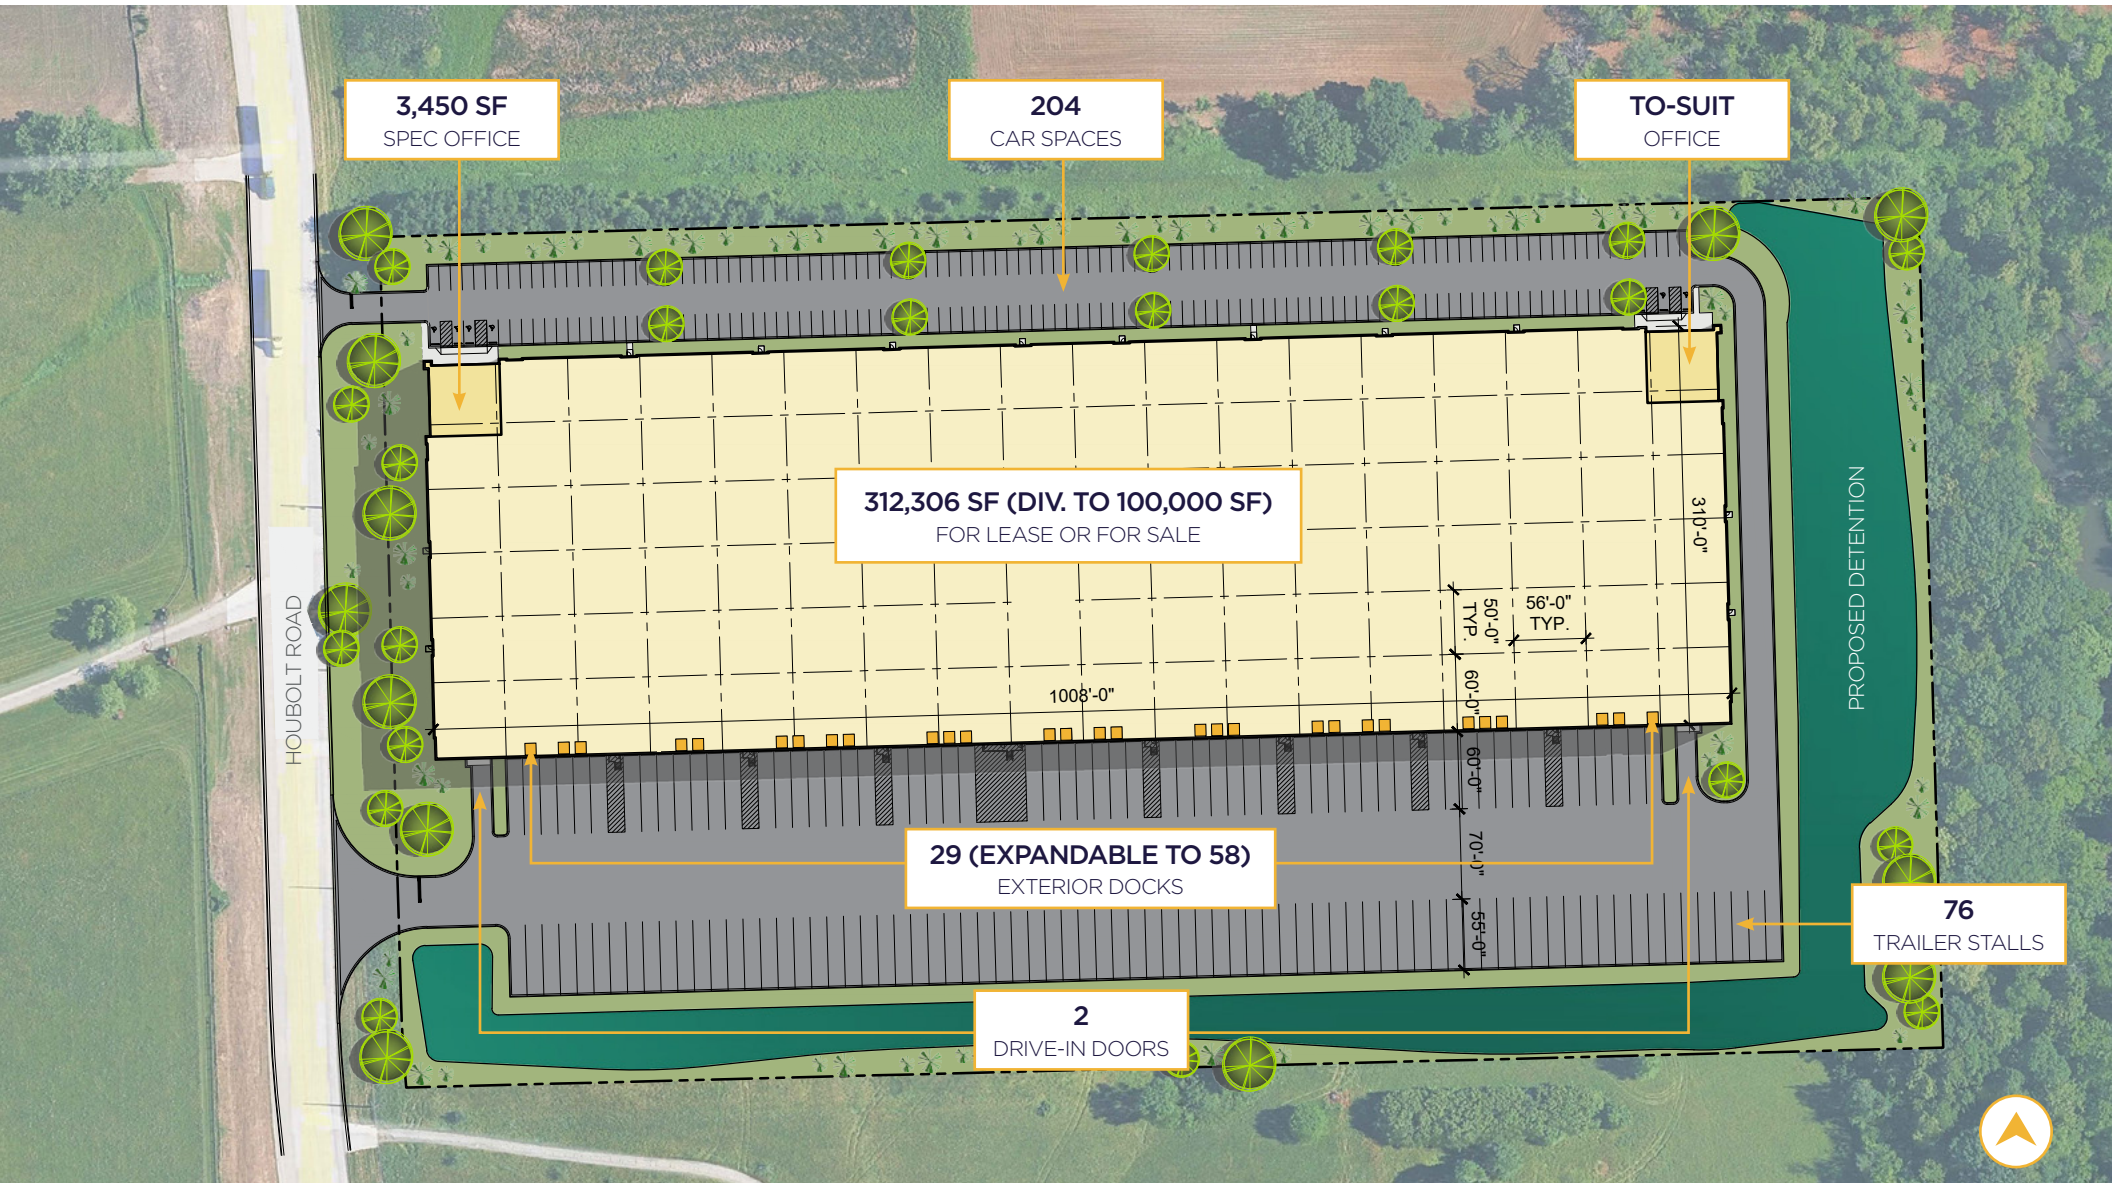 3,450 SF
SPEC OFFICE
204
CAR SPACES
TO-SUIT
OFFICE
312,306 SF (DIV. TO 100,000 SF)
FOR LEASE OR FOR SALE
310'-0"
50'-0"
TYP.
56'-0"
TYP.
60'-0"
1008'-0"
60'-0"
70'-0"
55'-0"
HOUBOLT ROAD
PROPOSED DETENTION
29 (EXPANDABLE TO 58)
EXTERIOR DOCKS
76
TRAILER STALLS
2
DRIVE-IN DOORS